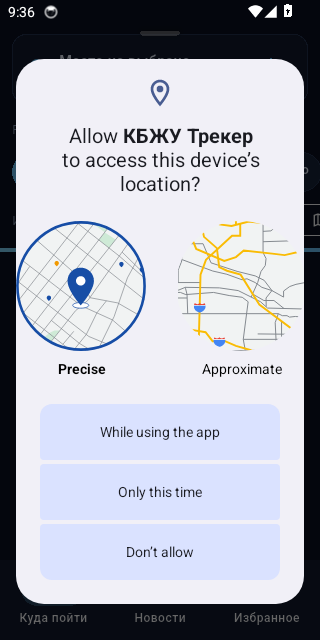 9:36
Allow КБЖУ Трекер
to access this device's
location?
Precise
Approximate
While using the app
Only this time
Don't allow
Куда пойти
Новости
Избранное